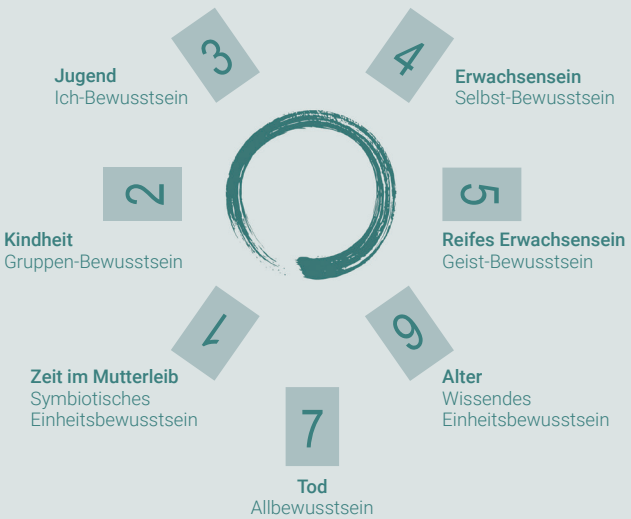 3
Jugend
Ich-Bewusstsein
4
Erwachsensein
Selbst-Bewusstsein
2
Kindheit
Gruppen-Bewusstsein
5
Reifes Erwachsensein
Geist-Bewusstsein
1
Zeit im Mutterleib
Symbiotisches
Einheitsbewusstsein
6
Alter
Wissendes
Einheitsbewusstsein
7
Tod
Allbewusstsein